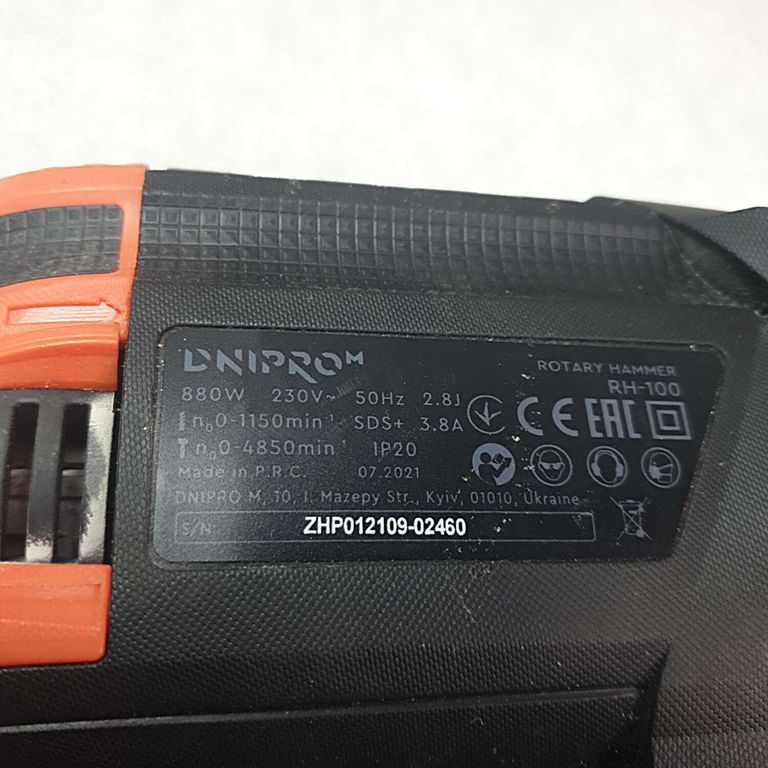 DNIPRO M
ROTARY HAMMER
RH-100
880W 230V~ 50Hz 2.8J
n₀0-1150min⁻¹ SDS+ 3.8A
n₀0-4850min⁻¹ IP20
CE EAC
Made in P.R.C. 07.2021
DNIPRO M, 10, I. Mazepy Str., Kyiv, 01010, Ukraine
S/N ZHP012109-02460